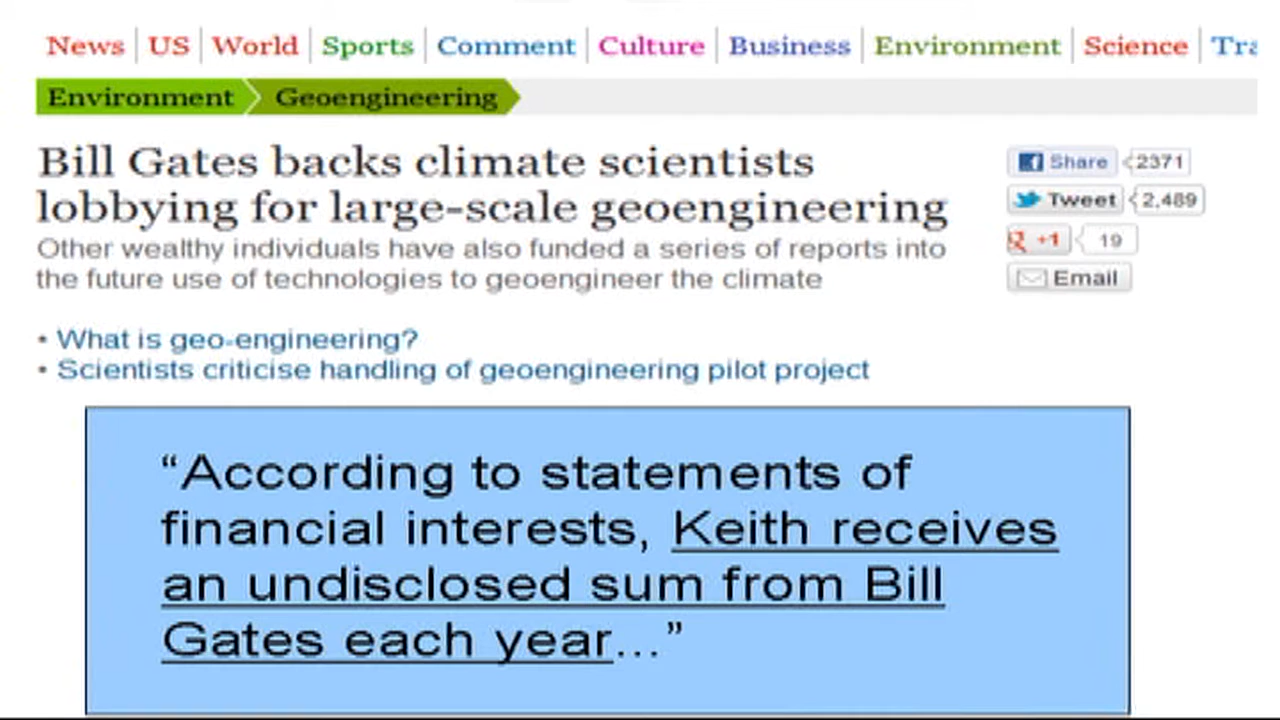 News US World Sports Comment Culture Business Environment Science Tra
Environment Geoengineering
Bill Gates backs climate scientists
lobbying for large-scale geoengineering
Other wealthy individuals have also funded a series of reports into
the future use of technologies to geoengineer the climate
Share 2371
Tweet 2,489
+1 19
Email
• What is geo-engineering?
• Scientists criticise handling of geoengineering pilot project
“According to statements of
financial interests, Keith receives
an undisclosed sum from Bill
Gates each year...”